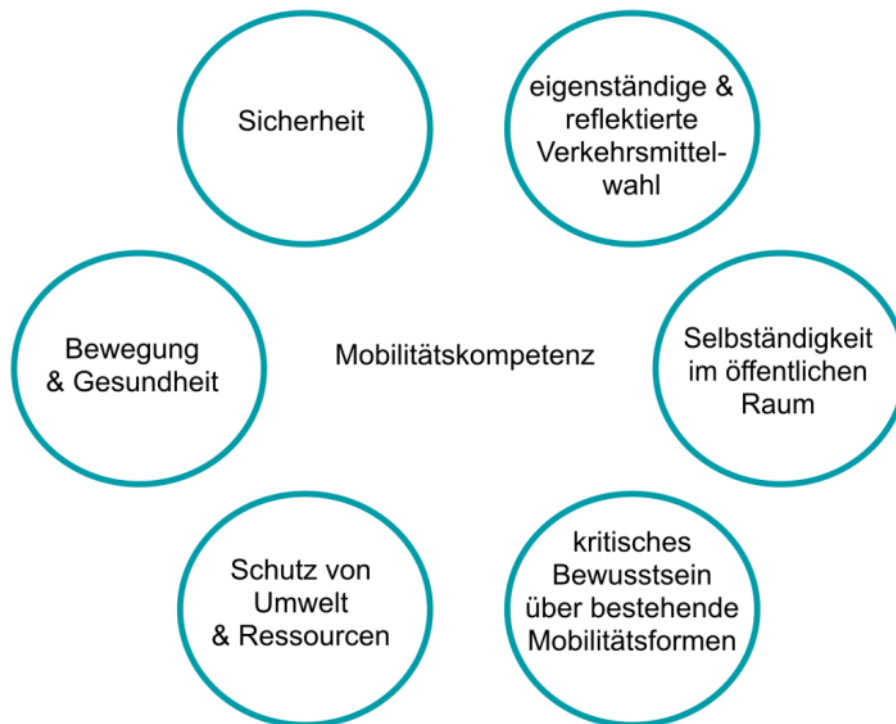 Sicherheit
eigenständige &
reflektierte
Verkehrsmittel-
wahl
Bewegung
& Gesundheit
Mobilitätskompetenz
Selbständigkeit
im öffentlichen
Raum
Schutz von
Umwelt
& Ressourcen
kritisches
Bewusstsein
über bestehende
Mobilitätsformen